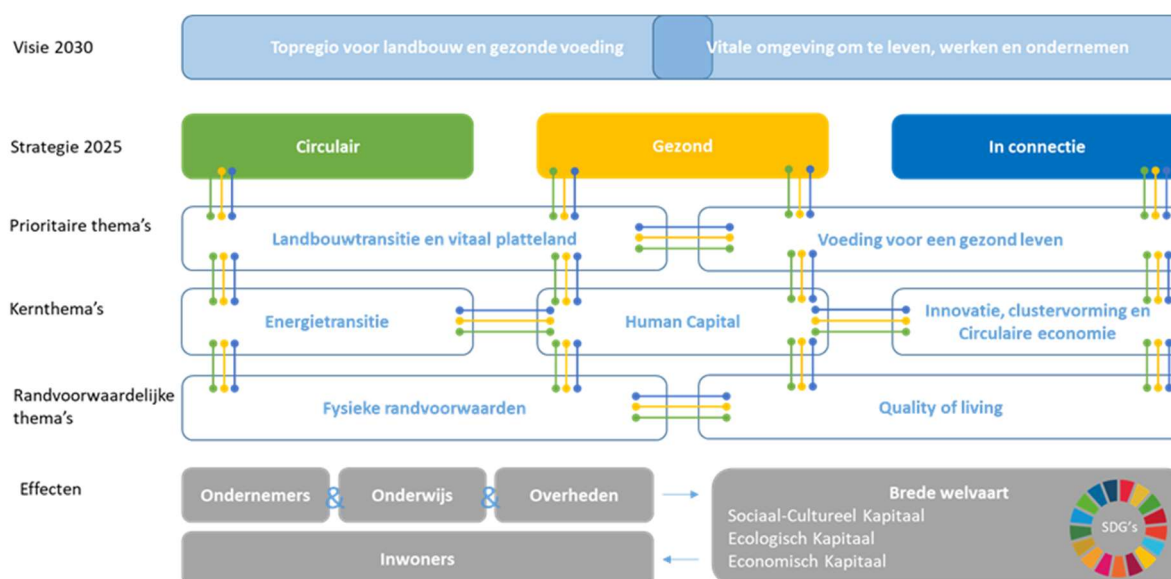 Visie 2030
Topregio voor landbouw en gezonde voeding
Vitale omgeving om te leven, werken en ondernemen
Strategie 2025
Circulair
Gezond
In connectie
Prioritaire thema's
Landbouwtransitie en vitaal platteland
Voeding voor een gezond leven
Kernthema's
Energietransitie
Human Capital
Innovatie, clustervorming en
Circulaire economie
Randvoorwaardelijke
thema's
Fysieke randvoorwaarden
Quality of living
Effecten
Ondernemers & Onderwijs & Overheden
Inwoners
Brede welvaart
Sociaal-Cultureel Kapitaal
Ecologisch Kapitaal
Economisch Kapitaal
SDG's